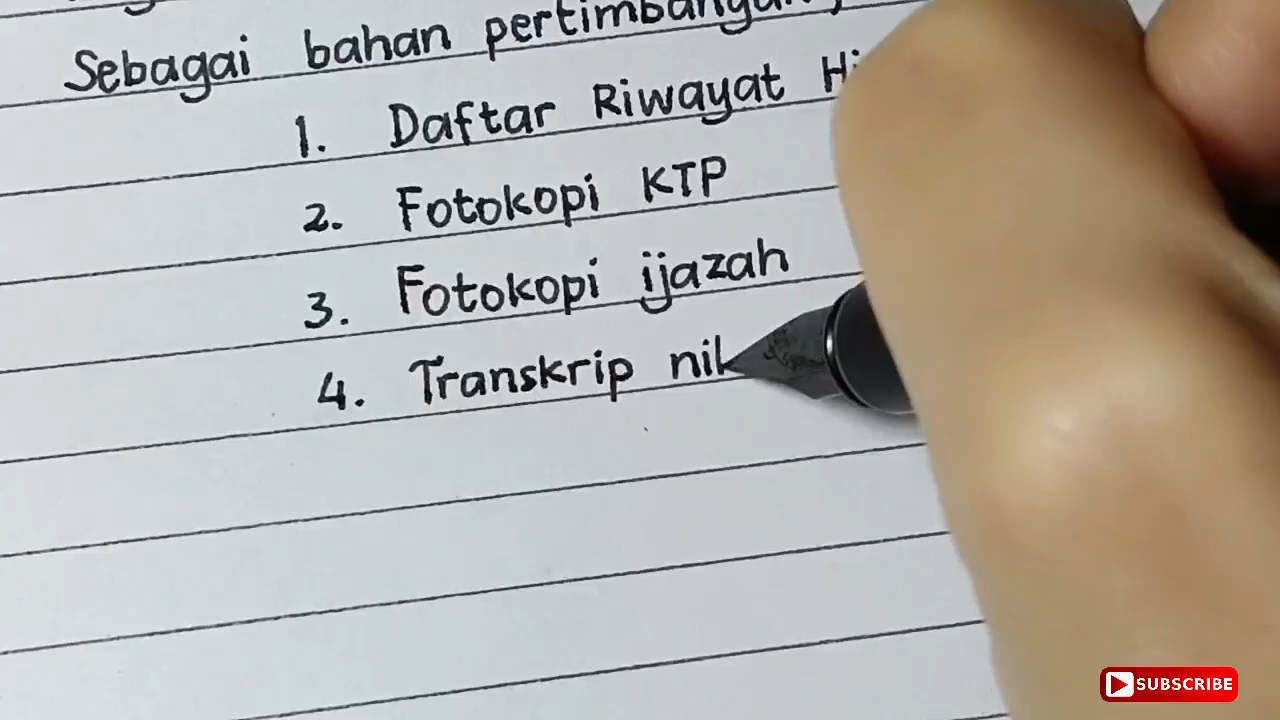 Sebagai bahan pertimbangan,
1. Daftar Riwayat Hi
2. Fotokopi KTP
3. Fotokopi ijazah
4. Transkrip nil
SUBSCRIBE